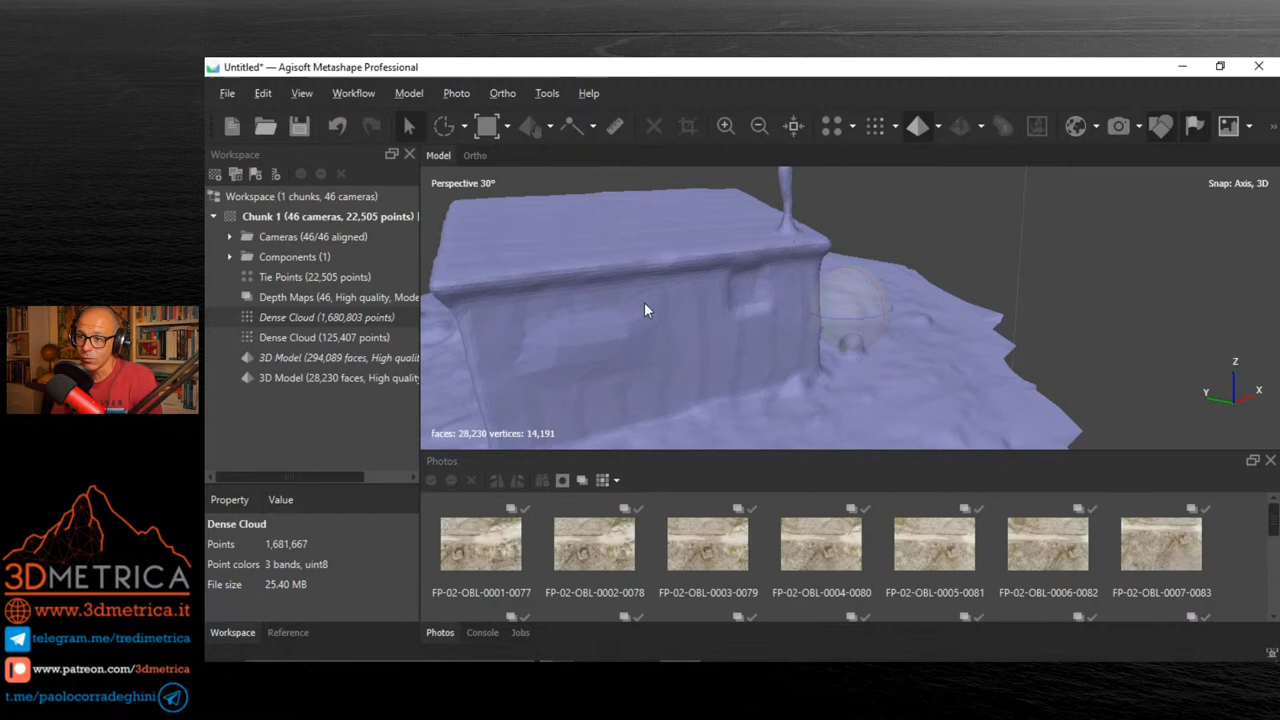 Untitled* — Agisoft Metashape Professional
File Edit View Workflow Model Photo Ortho Tools Help
Workspace
Model Ortho
Perspective 30°
Snap: Axis, 3D
Workspace (1 chunks, 46 cameras)
Chunk 1 (46 cameras, 22,505 points)
Cameras (46/46 aligned)
Components (1)
Tie Points (22,505 points)
Depth Maps (46, High quality, Mode
Dense Cloud (1,680,803 points)
Dense Cloud (125,407 points)
3D Model (294,089 faces, High qualit
3D Model (28,230 faces, High quality
Z
Y
X
faces: 28,230 vertices: 14,191
Photos
Property Value
Dense Cloud
Points 1,681,667
Point colors 3 bands, uint8
File size 25.40 MB
FP-02-OBL-0001-0077 FP-02-OBL-0002-0078 FP-02-OBL-0003-0079 FP-02-OBL-0004-0080 FP-02-OBL-0005-0081 FP-02-OBL-0006-0082 FP-02-OBL-0007-0083
Workspace Reference
Photos Console Jobs
3DMETRICA
www.3dmetrica.it
telegram.me/tredimetrica
www.patreon.com/3dmetrica
t.me/paolocorradeghini